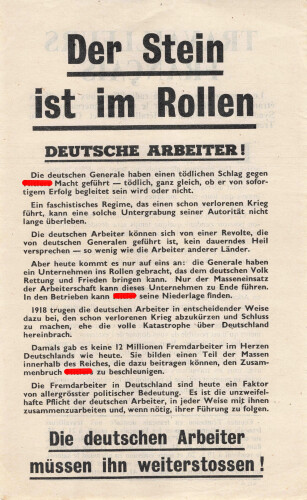 Der Stein
ist im Rollen
DEUTSCHE ARBEITER!
Die deutschen Generale haben einen tödlichen Schlag gegen
Macht geführt — tödlich, ganz gleich, ob er von sofor-
tigem Erfolg begleitet sein wird oder nicht.
Ein faschistisches Regime, das einen schon verlorenen Krieg
führt, kann eine solche Untergrabung seiner Autorität nicht
lange überleben.
Die deutschen Arbeiter können sich von einer Revolte, die
von deutschen Generalen geführt ist, kein dauerndes Heil
versprechen — so wenig wie die Arbeiter anderer Länder.
Aber heute kommt es nur auf eins an: die Generale haben
ein Unternehmen ins Rollen gebracht, das dem deutschen Volk
Rettung und Frieden bringen kann. Nur der Masseneinsatz
der Arbeiterschaft kann dieses Unternehmen zu Ende führen.
In den Betrieben kann seine Niederlage finden.
1918 trugen die deutschen Arbeiter in entscheidender Weise
dazu bei, den schon verlorenen Krieg abzukürzen und Schluss
zu machen, ehe die volle Katastrophe über Deutschland
hereinbrach.
Damals gab es keine 12 Millionen Fremdarbeiter im Herzen
Deutschlands wie heute. Sie bilden einen Teil der Massen
innerhalb des Reiches, die dazu beitragen können, den Zusam-
menbruch zu beschleunigen.
Die Fremdarbeiter in Deutschland sind heute ein Faktor
von allergrösster politischer Bedeutung. Es ist die unzweifel-
hafte Pflicht der deutschen Arbeiter, in jeder Weise mit ihnen
zusammenzuarbeiten und, wenn nötig, ihrer Führung zu folgen.
Die deutschen Arbeiter
müssen ihn weiterstossen!